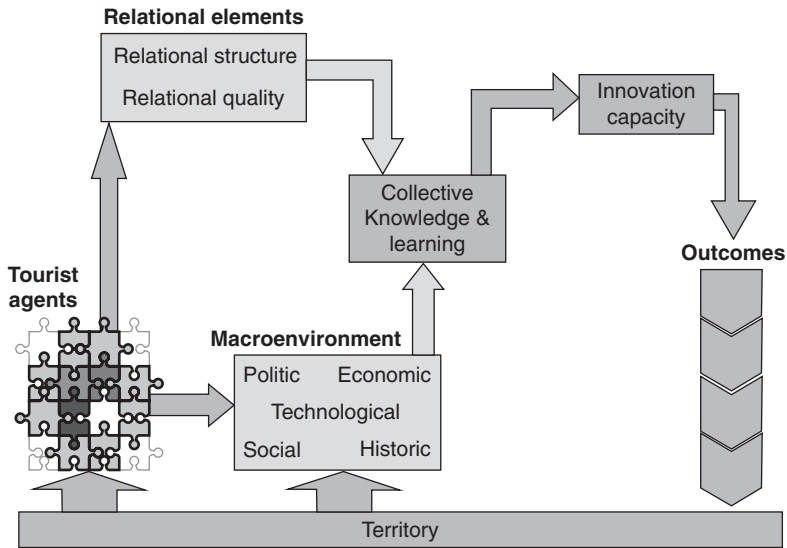 Relational elements
Relational structure
Relational quality
Innovation
capacity
Collective
Knowledge &
learning
Outcomes
Tourist
agents
Macroenvironment
Politic Economic
Technological
Social Historic
Territory